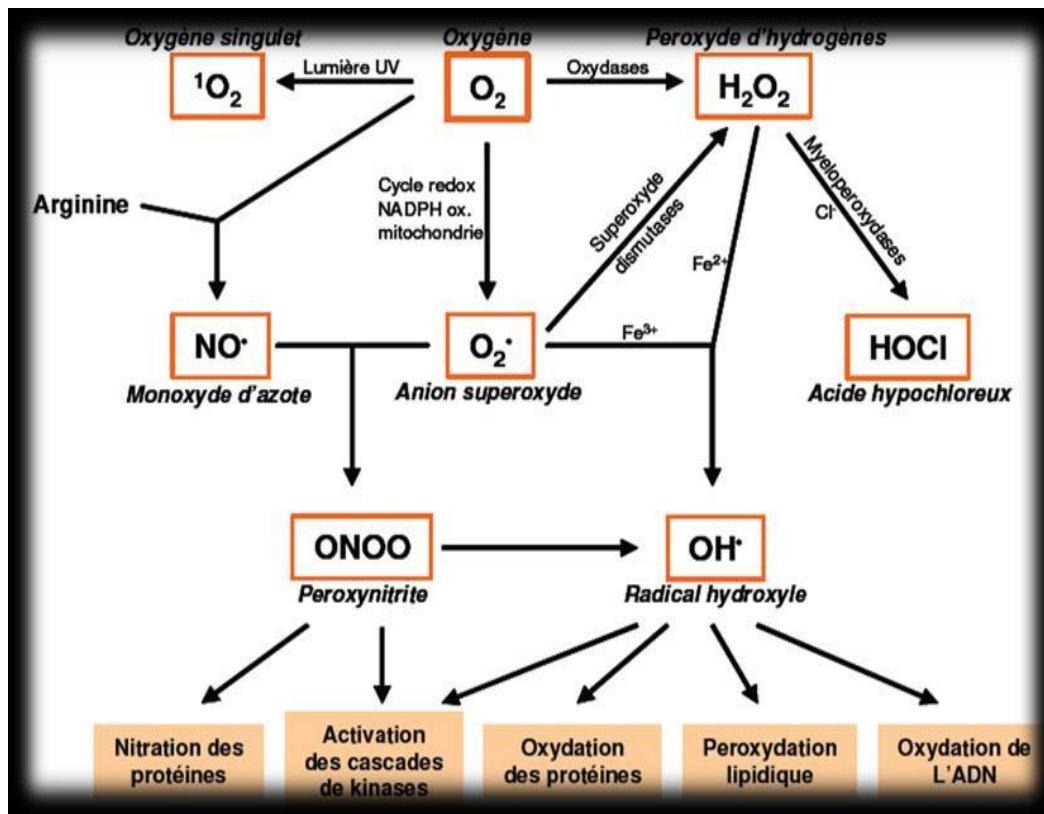 Oxygène singulet
Oxygène
Peroxyde d'hydrogènes
¹O₂
Lumière UV
O₂
Oxydases
H₂O₂
Arginine
Cycle redox
NADPH ox.
mitochondrie
Superoxyde
dismutases
Fe²⁺
Myeloperoxydases
Cl⁻
NO•
Monoxyde d'azote
O₂•
Anion superoxyde
Fe³⁺
HOCl
Acide hypochloreux
ONOO
Peroxynitrite
OH•
Radical hydroxyle
Nitration des
protéines
Activation
des cascades
de kinases
Oxydation
des protéines
Peroxydation
lipidique
Oxydation de
L'ADN